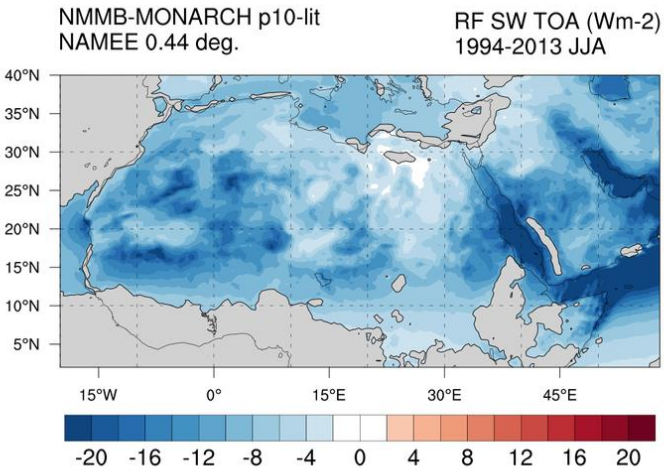 NMMB-MONARCH p10-lit
NAMEE 0.44 deg.
RF SW TOA (Wm-2)
1994-2013 JJA
40°N
35°N
30°N
25°N
20°N
15°N
10°N
5°N
15°W 0° 15°E 30°E 45°E
-20 -16 -12 -8 -4 0 4 8 12 16 20